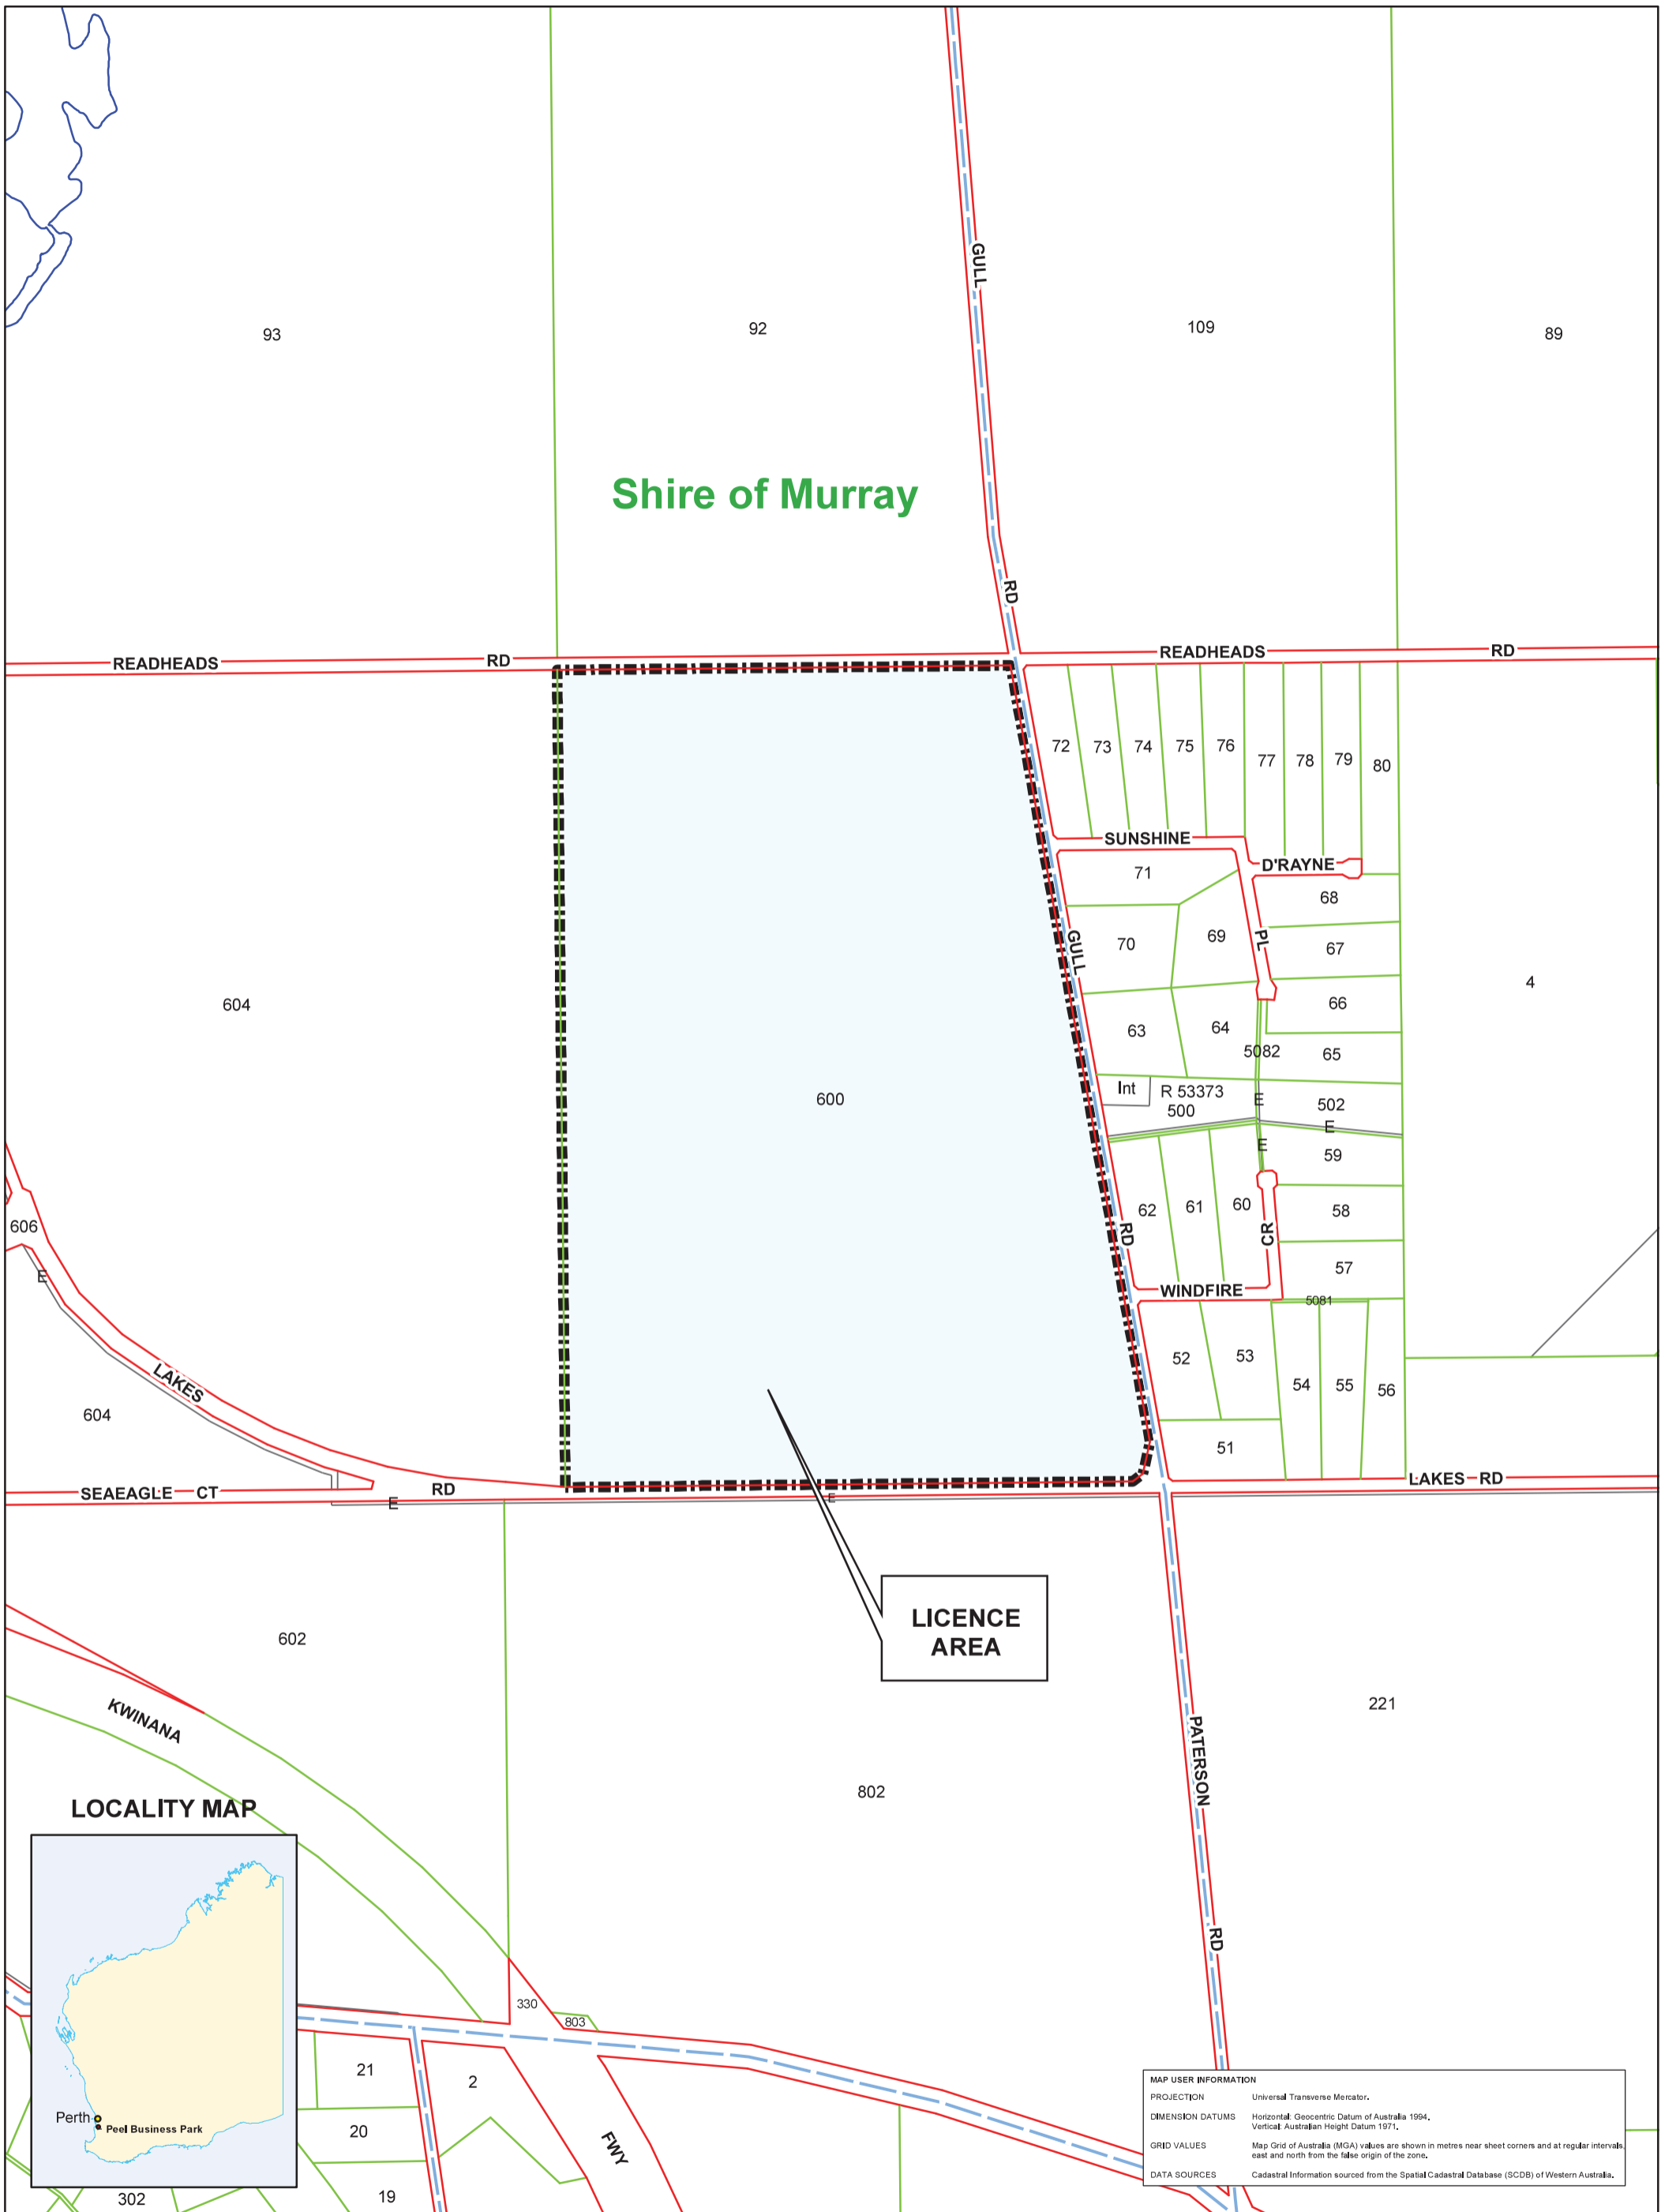 GULL
93
92
109
89
Shire of Murray
RD
READHEADS
RD
READHEADS
RD
72
73
74
75
76
77
78
79
80
SUNSHINE
D'RAYNE
71
68
70
69
PL
67
GULL
604
4
66
63
64
5082
65
600
Int
R 53373
500
E
502
E
E
59
62
61
60
58
606
RD
CR
57
E
WINDFIRE
5081
LAKES
52
53
54
55
56
604
51
SEAEAGLE CT
RD
LAKES RD
E
E
LICENCE
AREA
602
KWINANA
221
PATERSON
802
LOCALITY MAP
RD
330
803
21
2
20
FWY
19
302
Perth
Peel Business Park
MAP USER INFORMATION
PROJECTION Universal Transverse Mercator.
DIMENSION DATUMS Horizontal: Geocentric Datum of Australia 1994.
Vertical: Australian Height Datum 1971.
GRID VALUES Map Grid of Australia (MGA) values are shown in metres near sheet corners and at regular intervals,
east and north from the false origin of the zone.
DATA SOURCES Cadastral Information sourced from the Spatial Cadastral Database (SCDB) of Western Australia.